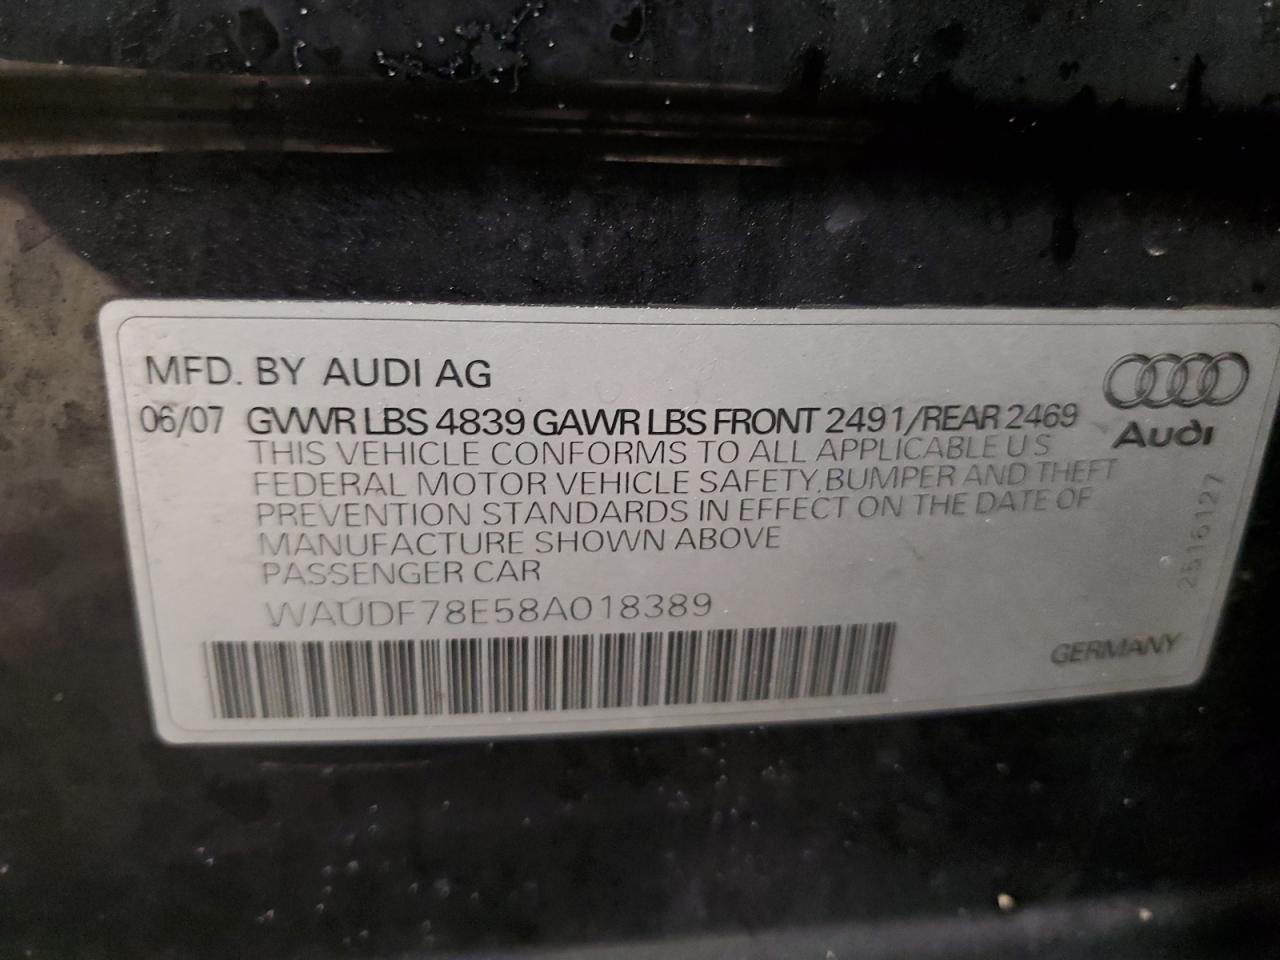 MFD. BY AUDI AG
06/07 GVWR LBS 4839 GAWR LBS FRONT 2491/REAR 2469
THIS VEHICLE CONFORMS TO ALL APPLICABLE U S
FEDERAL MOTOR VEHICLE SAFETY, BUMPER AND THEFT
PREVENTION STANDARDS IN EFFECT ON THE DATE OF
MANUFACTURE SHOWN ABOVE
PASSENGER CAR
WAUDF78E58A018389
Audi
2516127
GERMANY